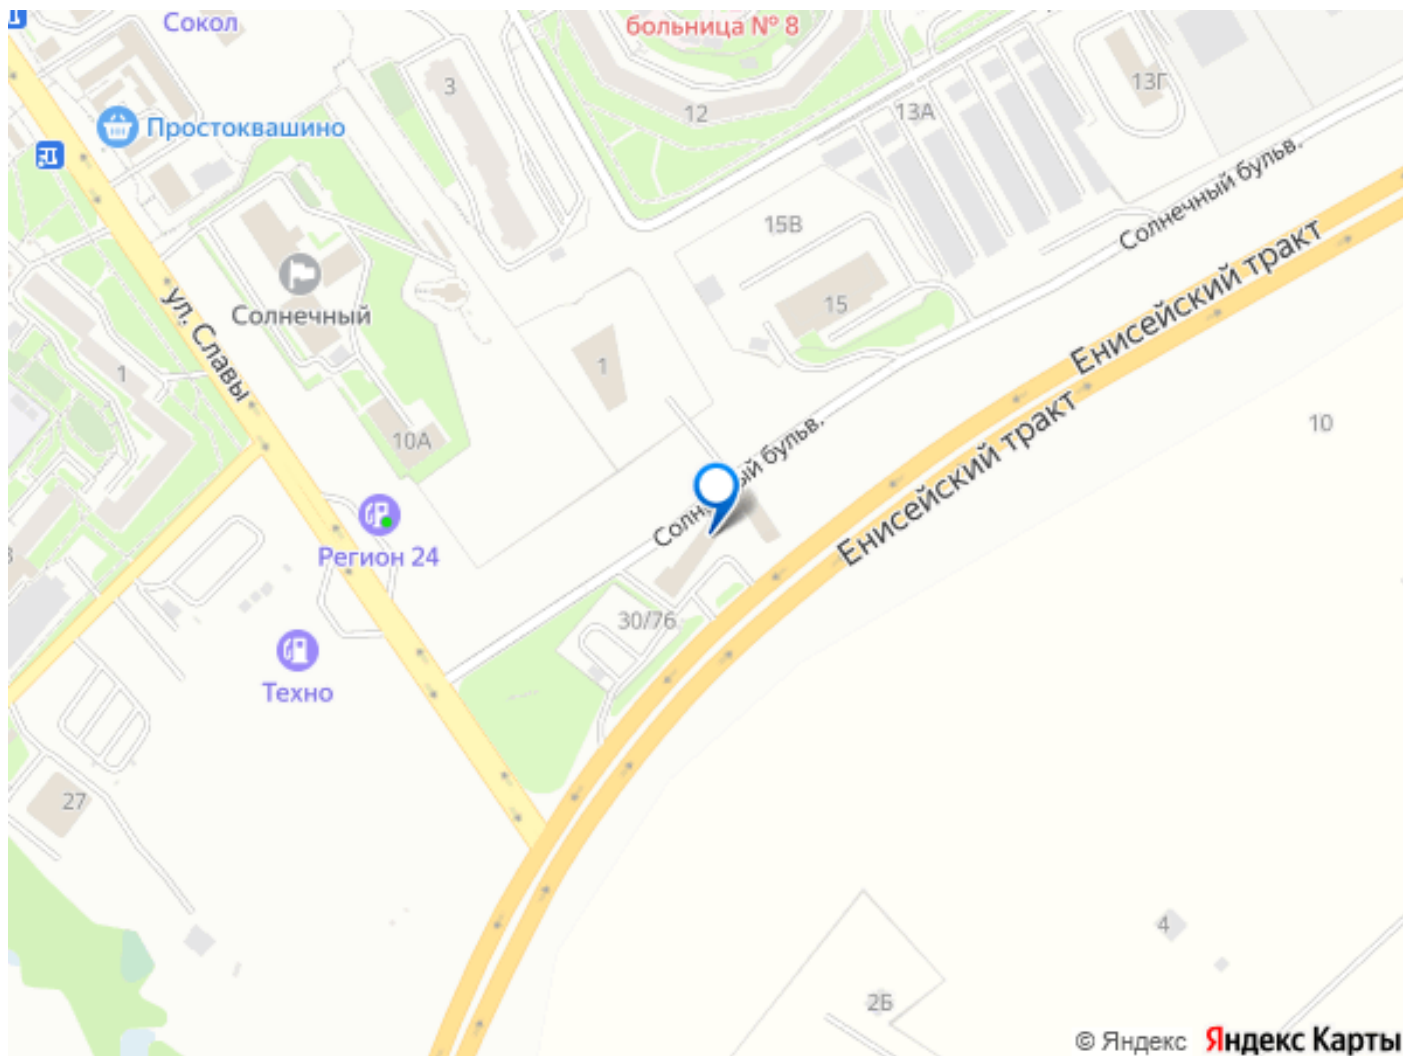 Сокол
больница № 8
3
12
13А
13Г
Простоквашино
Солнечный бульв.
15В
Енисейский тракт
Солнечный
15
ул. Славы
1
1
10А
Енисейский тракт
10
Регион 24
30/76
Техно
27
4
2Б
© Яндекс Яндекс Карты